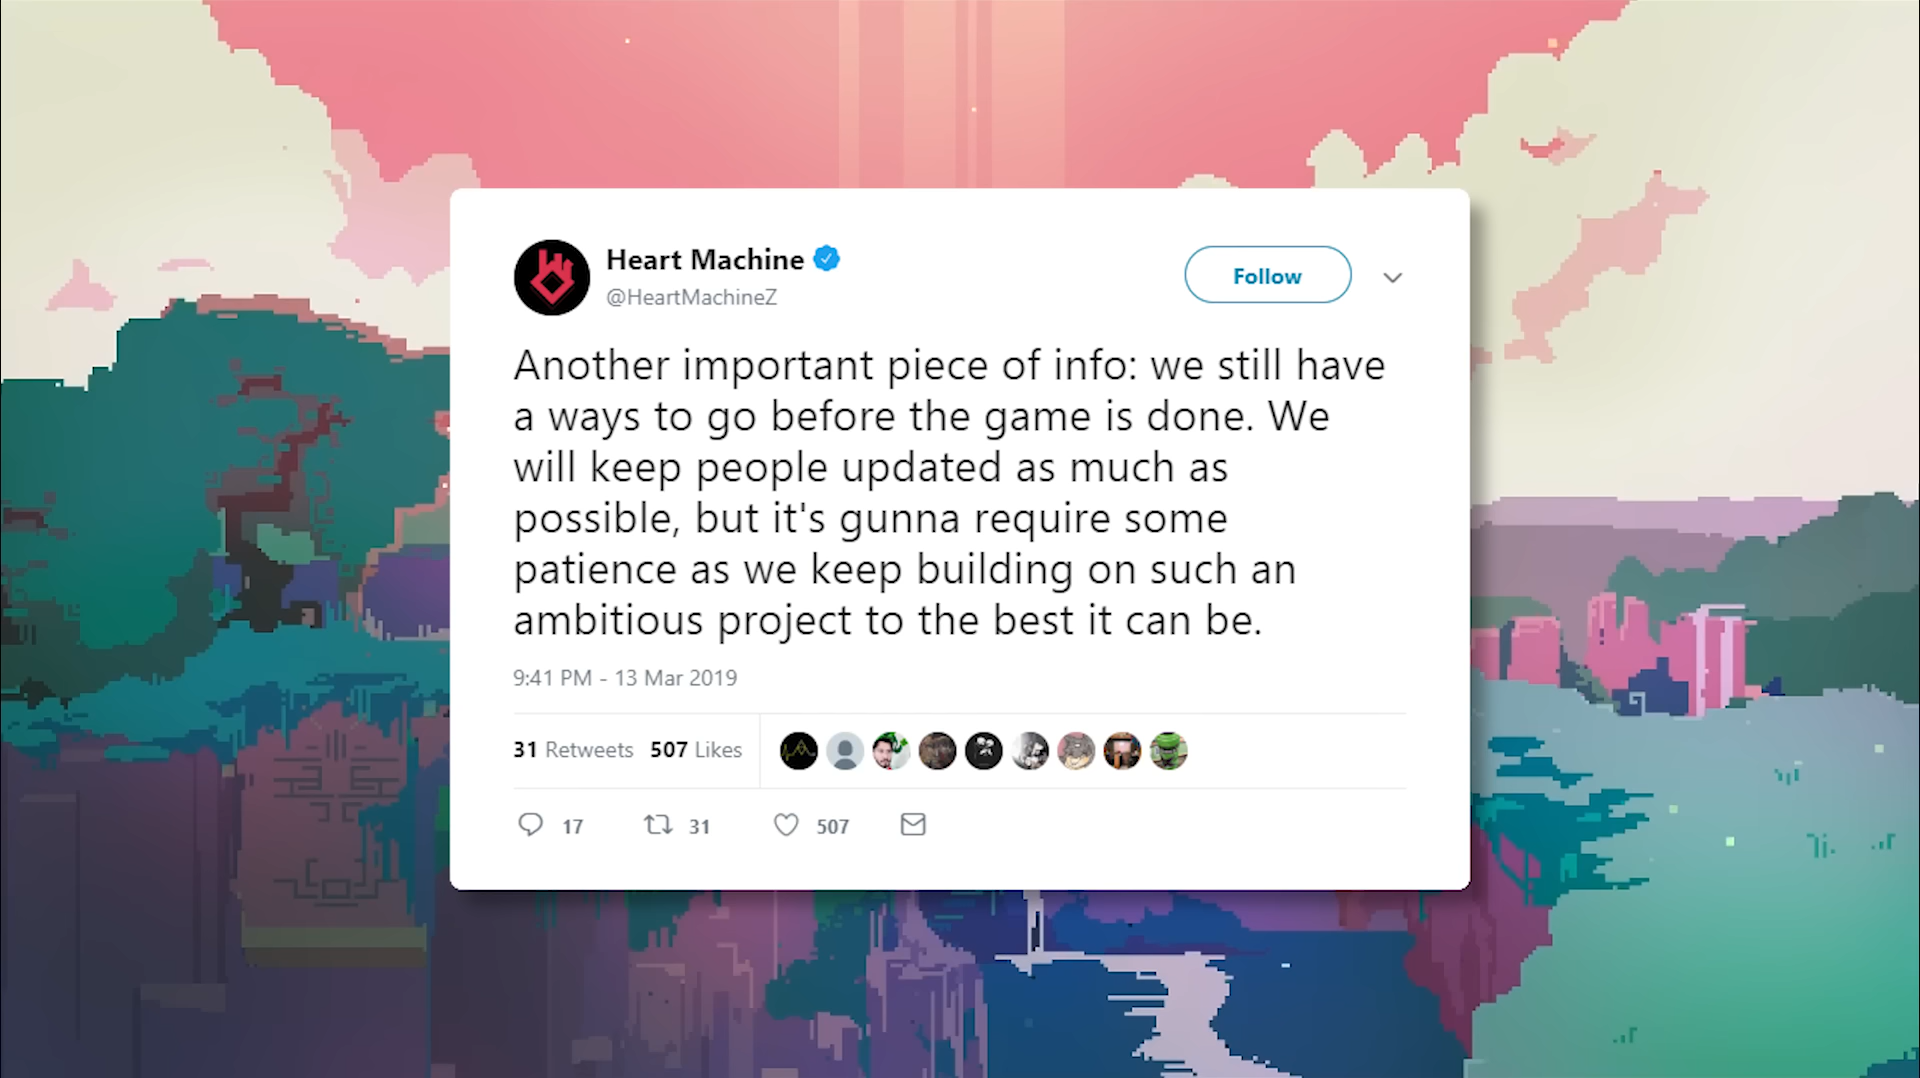 Heart Machine
@HeartMachineZ
Follow
Another important piece of info: we still have
a ways to go before the game is done. We
will keep people updated as much as
possible, but it's gunna require some
patience as we keep building on such an
ambitious project to the best it can be.
9:41 PM - 13 Mar 2019
31 Retweets 507 Likes
17 31 507